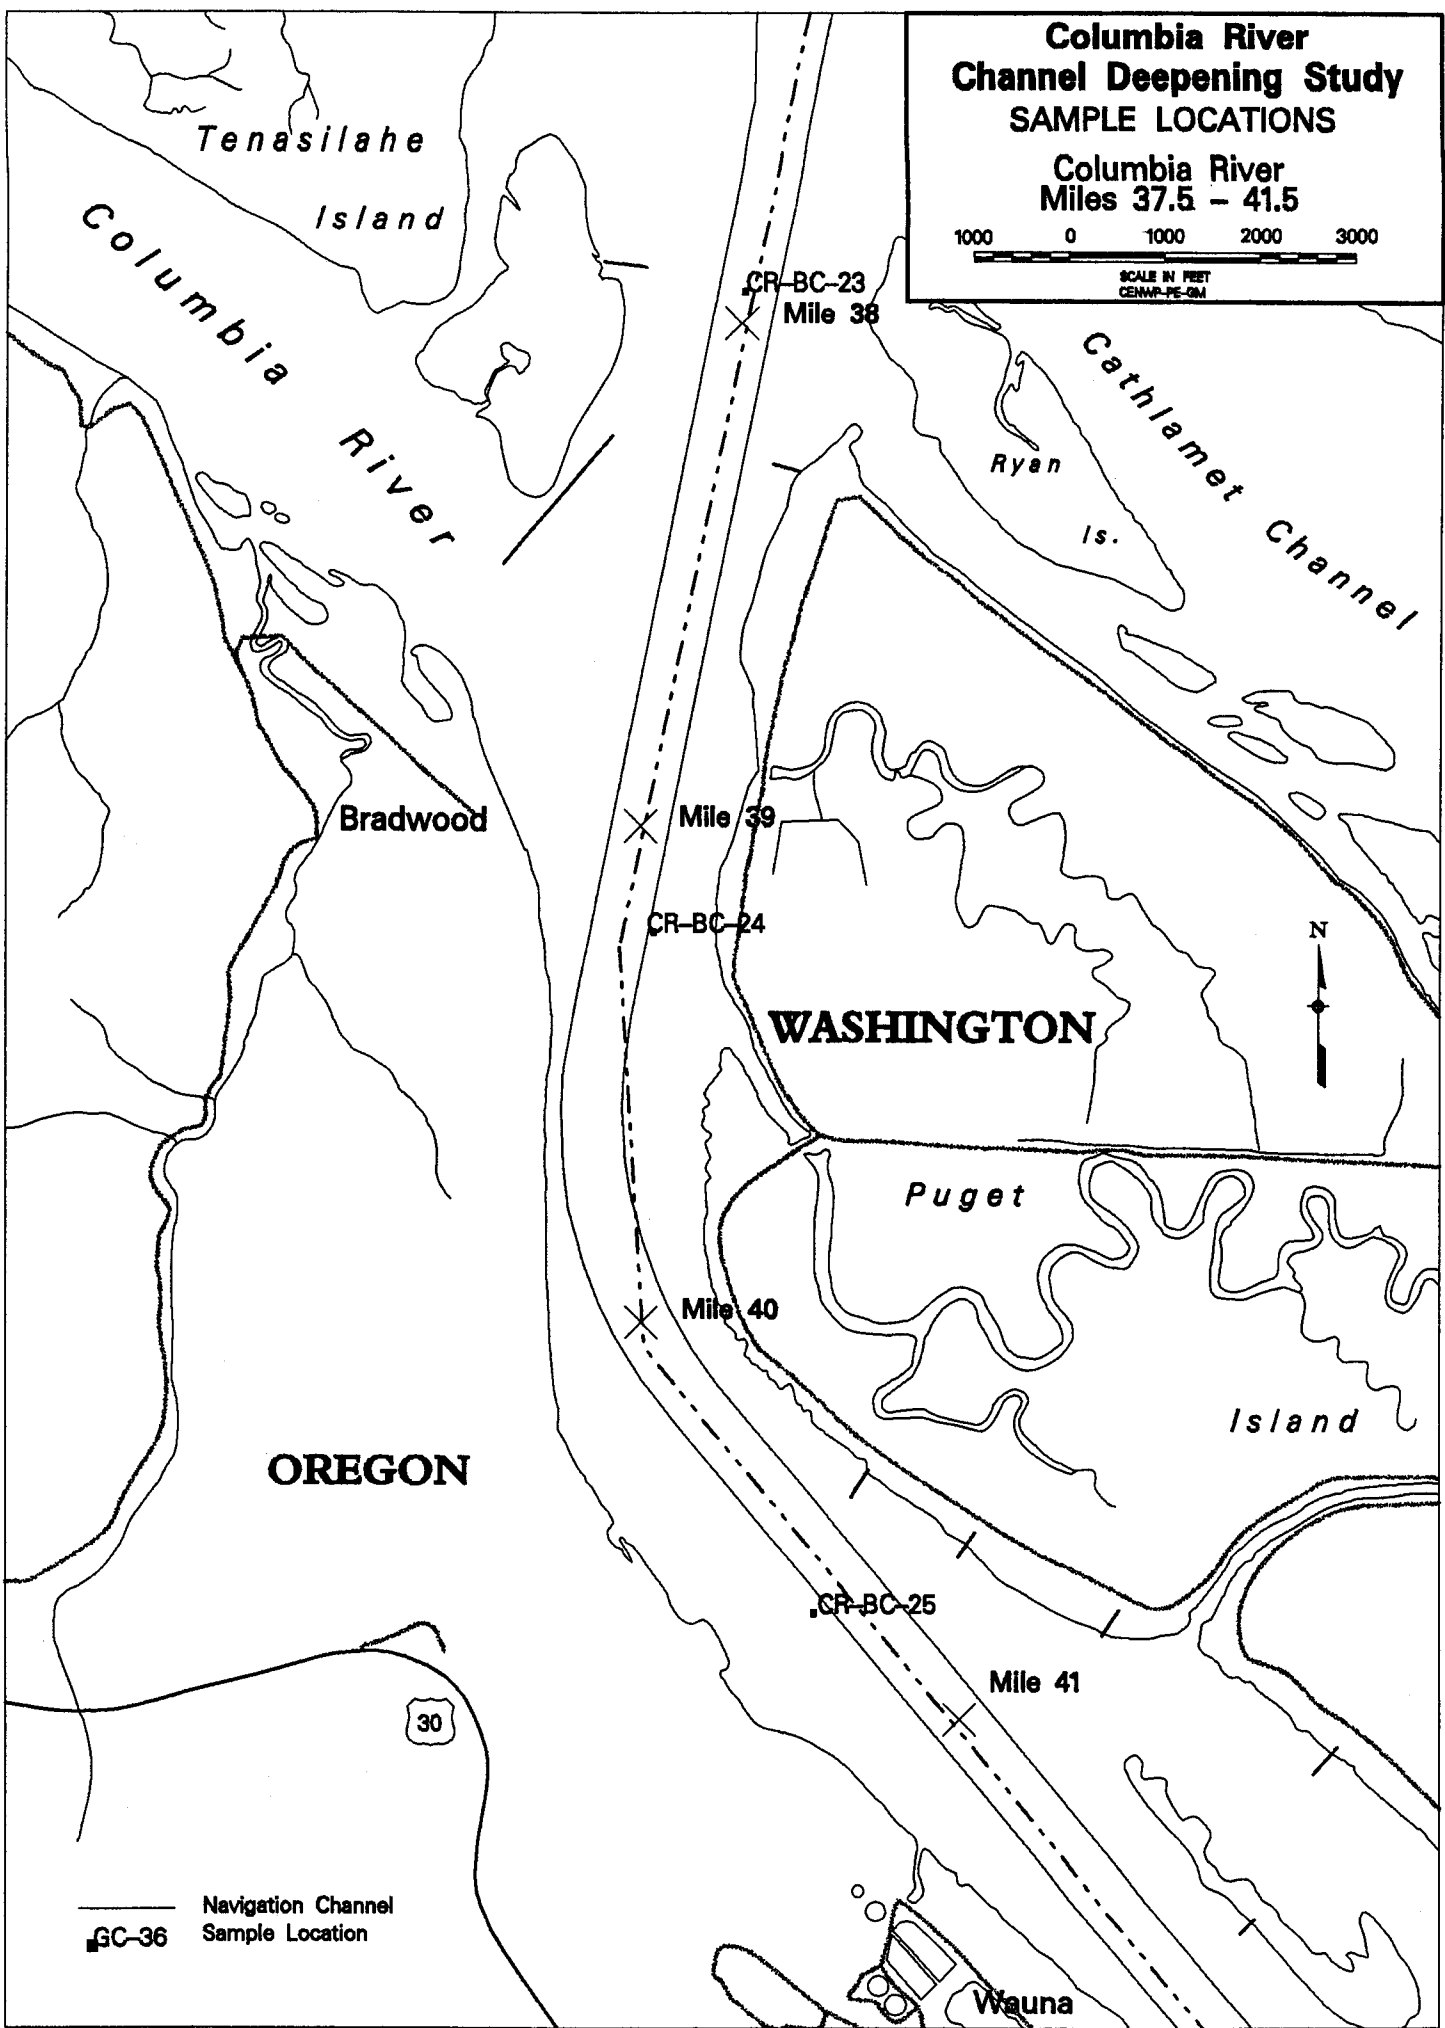 Columbia River
Channel Deepening Study
SAMPLE LOCATIONS
Columbia River
Miles 37.5 – 41.5
1000 0 1000 2000 3000
SCALE IN FEET
CENWP-PE-GM
Tenasilahe
Island
Columbia River
CR-BC-23
Mile 38
Cathlamet Channel
Ryan
Is.
Bradwood
Mile 39
CR-BC-24
N
WASHINGTON
Puget
Mile 40
Island
OREGON
CR-BC-25
Mile 41
30
Navigation Channel
GC-36 Sample Location
Wauna